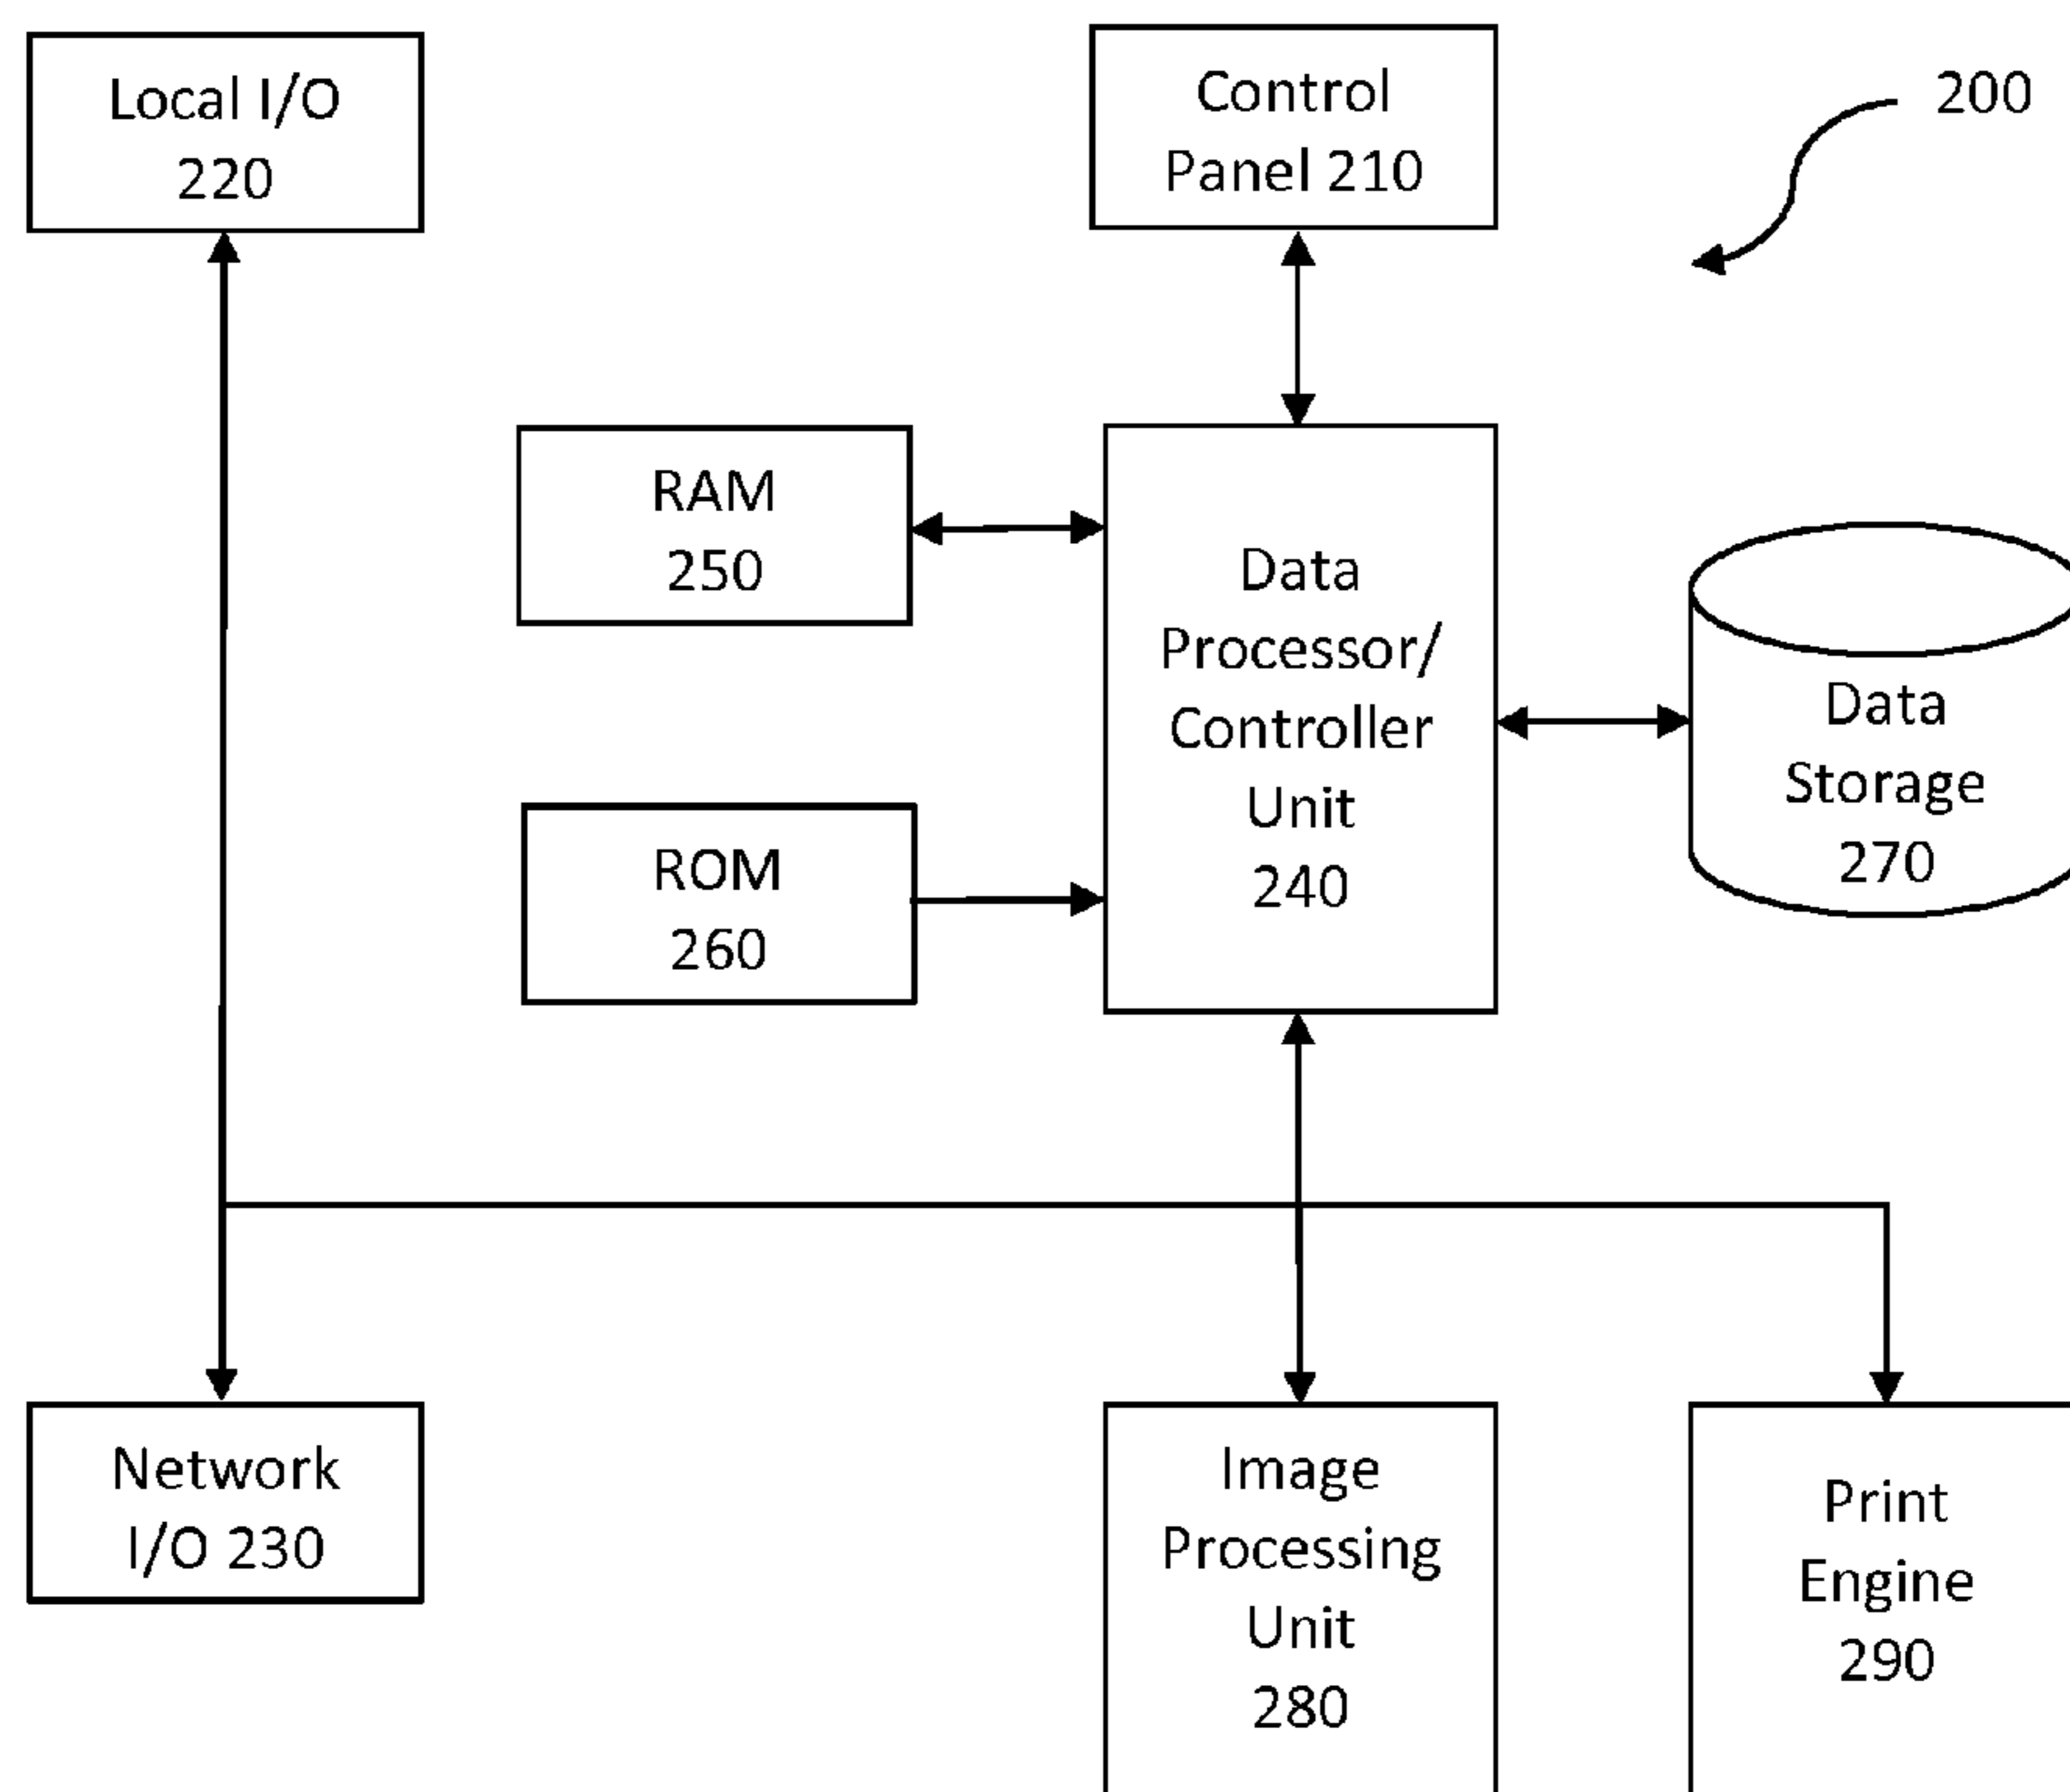 Local I/O
220
Control
Panel 210
200
RAM
250
Data
Processor/
Controller
Unit
240
Data
Storage
270
ROM
260
Network
I/O 230
Image
Processing
Unit
280
Print
Engine
290